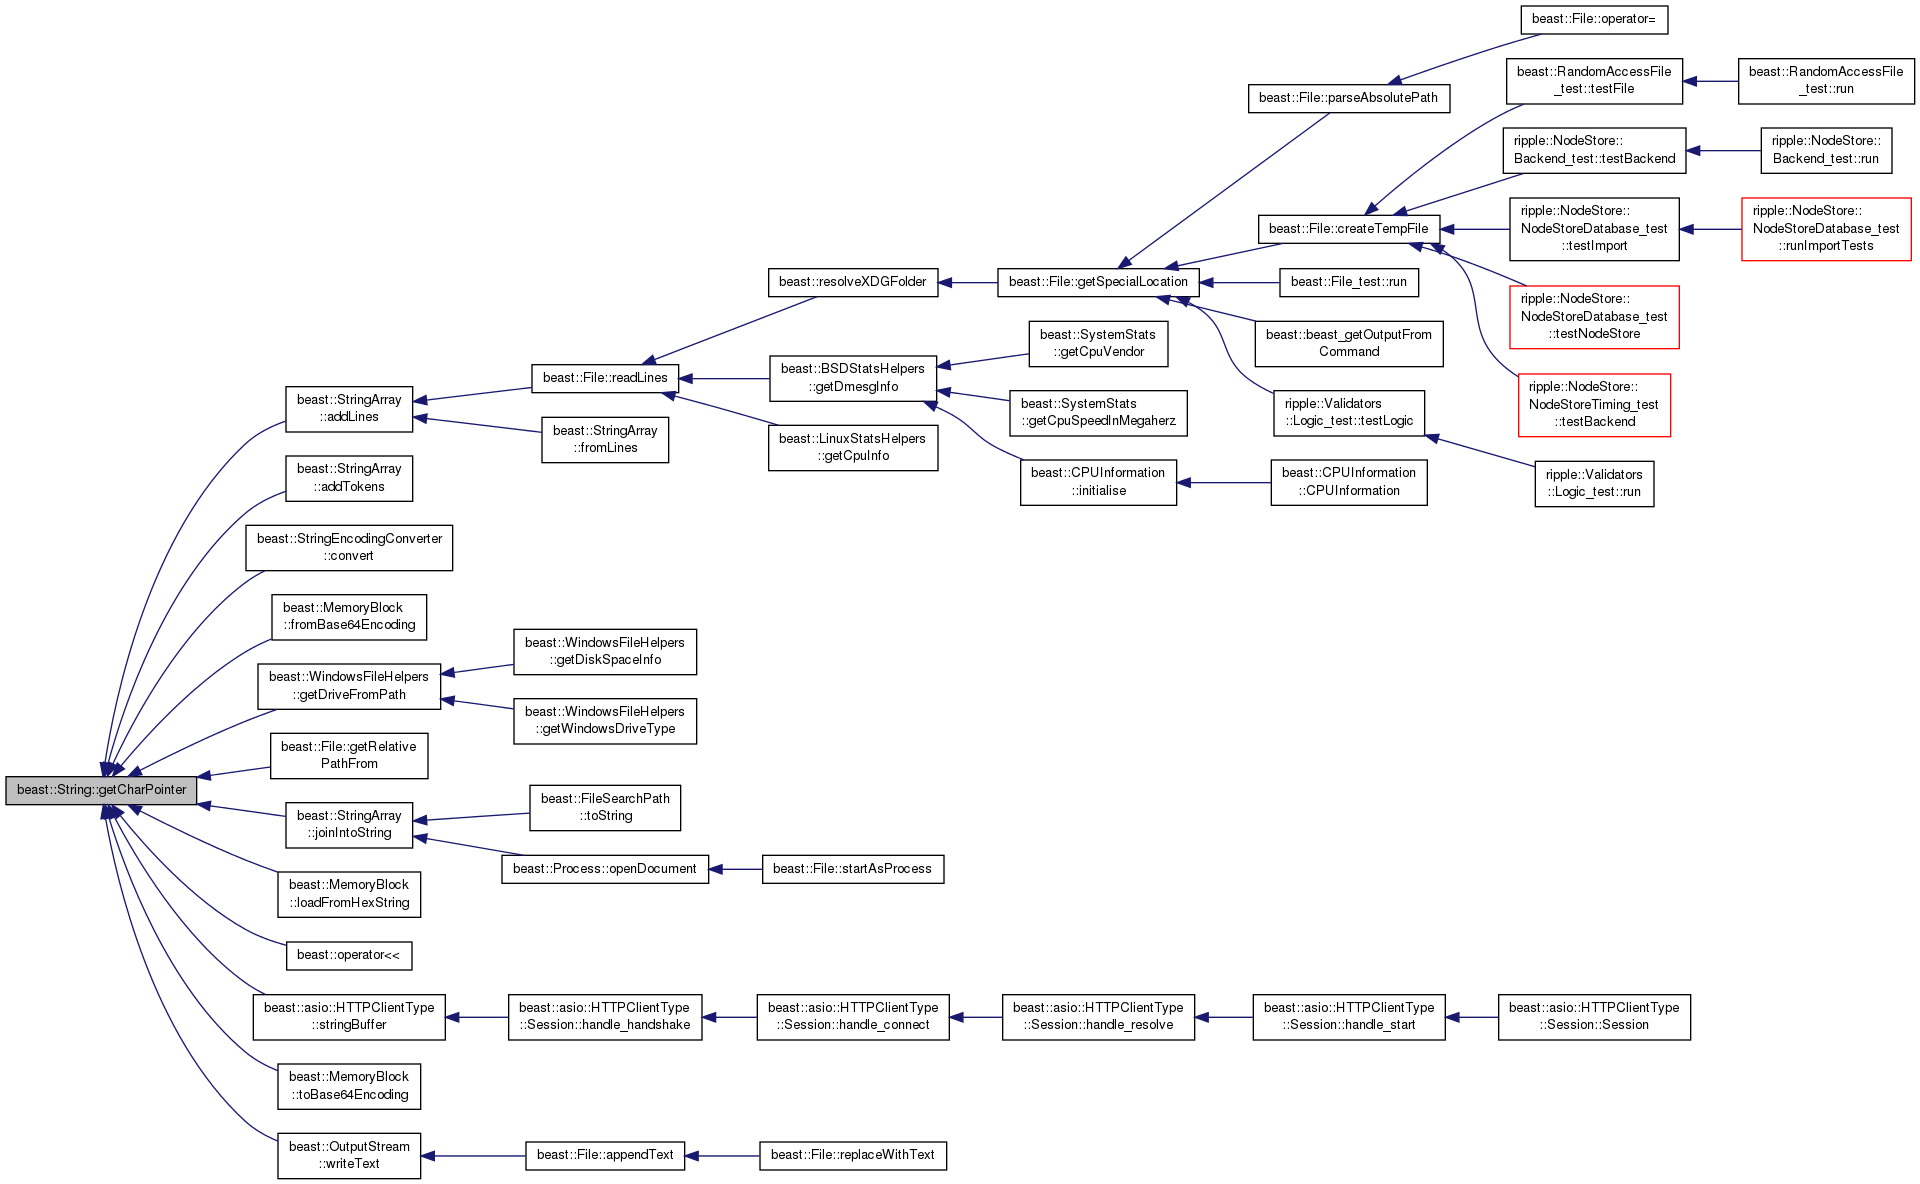 beast::File::operator=
beast::RandomAccessFile
_test::testFile
beast::RandomAccessFile
_test::run
beast::File::parseAbsolutePath
ripple::NodeStore::
Backend_test::testBackend
ripple::NodeStore::
Backend_test::run
ripple::NodeStore::
NodeStoreDatabase_test
::testImport
ripple::NodeStore::
NodeStoreDatabase_test
::runImportTests
beast::File::createTempFile
beast::resolveXDGFolder
beast::File::getSpecialLocation
beast::File_test::run
ripple::NodeStore::
NodeStoreDatabase_test
::testNodeStore
beast::beast_getOutputFrom
Command
beast::SystemStats
::getCpuVendor
beast::File::readLines
beast::BSDStatsHelpers
::getDmesgInfo
ripple::NodeStore::
NodeStoreTiming_test
::testBackend
beast::StringArray
::addLines
beast::SystemStats
::getCpuSpeedInMegaherz
ripple::Validators
::Logic_test::testLogic
beast::StringArray
::fromLines
beast::LinuxStatsHelpers
::getCpuInfo
beast::StringArray
::addTokens
beast::CPUInformation
::initialise
beast::CPUInformation
::CPUInformation
ripple::Validators
::Logic_test::run
beast::StringEncodingConverter
::convert
beast::MemoryBlock
::fromBase64Encoding
beast::WindowsFileHelpers
::getDiskSpaceInfo
beast::WindowsFileHelpers
::getDriveFromPath
beast::WindowsFileHelpers
::getWindowsDriveType
beast::File::getRelative
PathFrom
beast::String::getCharPointer
beast::StringArray
::joinIntoString
beast::FileSearchPath
::toString
beast::Process::openDocument
beast::File::startAsProcess
beast::MemoryBlock
::loadFromHexString
beast::operator<<
beast::asio::HTTPClientType
::stringBuffer
beast::asio::HTTPClientType
::Session::handle_handshake
beast::asio::HTTPClientType
::Session::handle_connect
beast::asio::HTTPClientType
::Session::handle_resolve
beast::asio::HTTPClientType
::Session::handle_start
beast::asio::HTTPClientType
::Session::Session
beast::MemoryBlock
::toBase64Encoding
beast::OutputStream
::writeText
beast::File::appendText
beast::File::replaceWithText